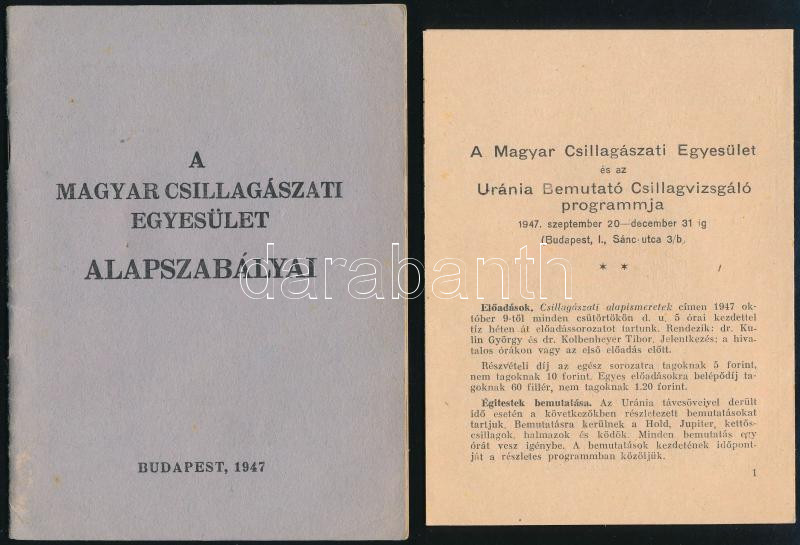 A
MAGYAR CSILLAGÁSZATI
EGYESÜLET
ALAPSZABÁLYAI
BUDAPEST, 1947
A Magyar Csillagászati Egyesület
és az
Uránia Bemutató Csillagvizsgáló
programmja
1947. szeptember 20—december 31 ig
(Budapest, I., Sánc-utca 3/b.
* *
Előadások. Csillagászati alapismeretek címen 1947 ok-
tóber 9-től minden csütörtökön d. u. 5 órai kezdettel
tíz héten át előadássorozatot tartunk. Rendezik: dr. Ku-
lin György és dr. Kolbenheyer Tibor. Jelentkezés: a hiva-
talos órákon vagy az első előadás előtt.
Részvételi díj az egész sorozatra tagoknak 5 forint,
nem tagoknak 10 forint. Egyes előadásokra belépődíj ta-
goknak 60 fillér, nem tagoknak 1.20 forint.
Égitestek bemutatása. Az Uránia távcsöveivel derült
idő esetén a következőkben részletezett bemutatásokat
tartjuk. Bemutatásra kerülnek a Hold, Jupiter, kettős-
csillagok, halmazok és ködök. Minden bemutatás egy
órát vesz igénybe. A bemutatások kezdetének időpont-
ját a részletes programmban közöljük.
1
darabanth